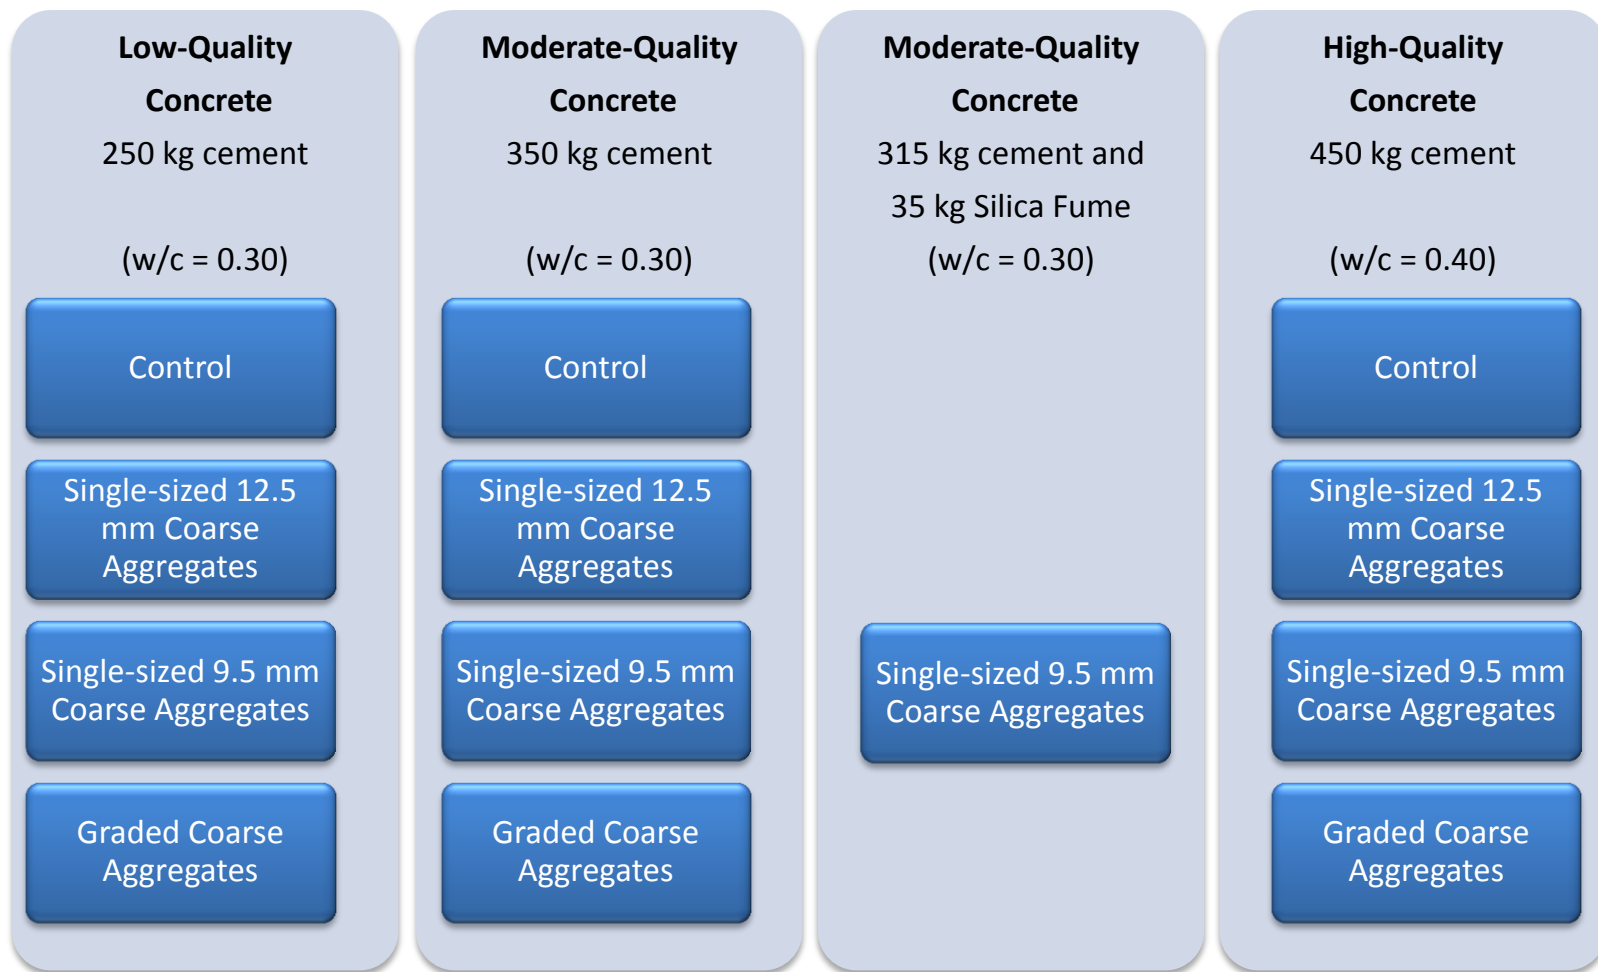 Low-Quality
Concrete
250 kg cement
(w/c = 0.30)
Control
Single-sized 12.5
mm Coarse
Aggregates
Single-sized 9.5 mm
Coarse Aggregates
Graded Coarse
Aggregates
Moderate-Quality
Concrete
350 kg cement
(w/c = 0.30)
Control
Single-sized 12.5
mm Coarse
Aggregates
Single-sized 9.5 mm
Coarse Aggregates
Graded Coarse
Aggregates
Moderate-Quality
Concrete
315 kg cement and
35 kg Silica Fume
(w/c = 0.30)
Single-sized 9.5 mm
Coarse Aggregates
High-Quality
Concrete
450 kg cement
(w/c = 0.40)
Control
Single-sized 12.5
mm Coarse
Aggregates
Single-sized 9.5 mm
Coarse Aggregates
Graded Coarse
Aggregates